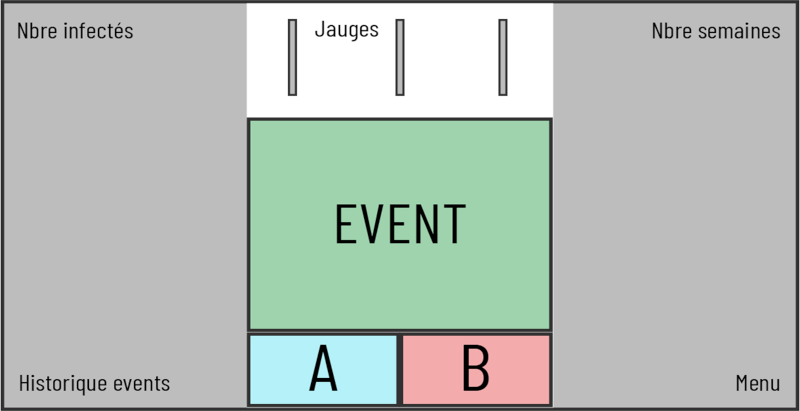 Nbre infectés
Jauges
Nbre semaines
EVENT
A
B
Historique events
Menu